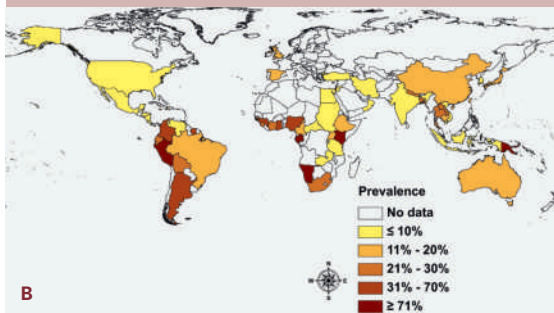 Prevalence
No data
≤ 10%
11% - 20%
21% - 30%
31% - 70%
≥ 71%
N
W E
S
B